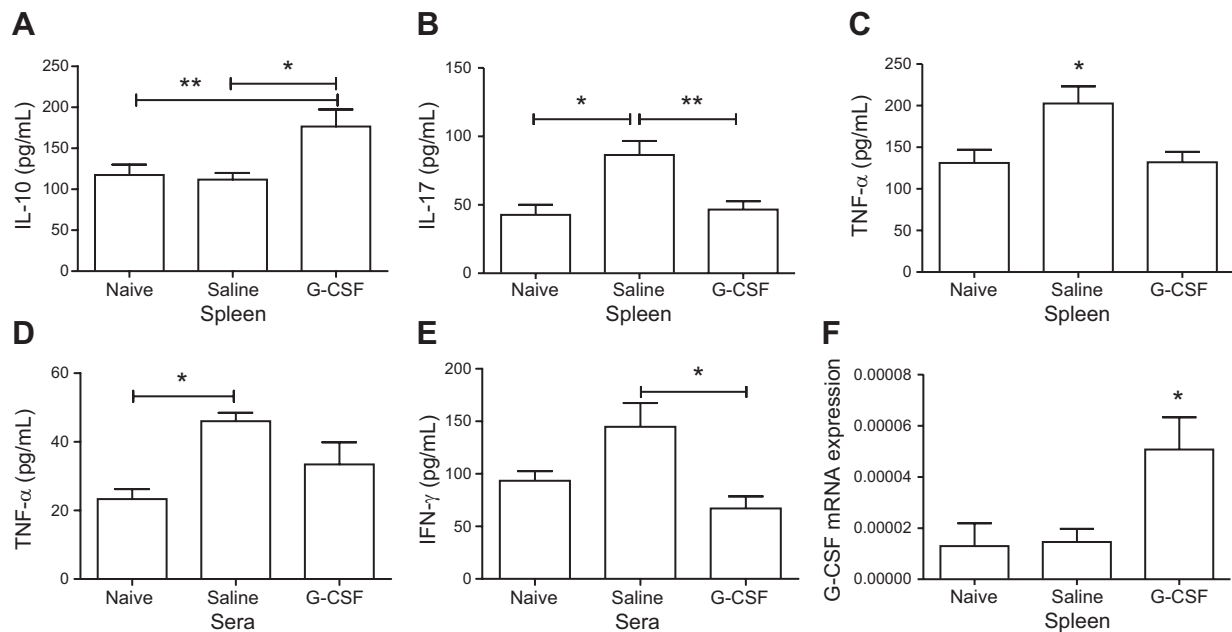 A
IL-10 (pg/mL)
250
200
150
100
50
0
**
*
Naive Saline G-CSF
Spleen
B
IL-17 (pg/mL)
150
100
50
0
*
**
Naive Saline G-CSF
Spleen
C
TNF-α (pg/mL)
250
200
150
100
50
0
*
Naive Saline G-CSF
Spleen
D
TNF-α (pg/mL)
60
40
20
0
*
Naive Saline G-CSF
Sera
E
IFN-γ (pg/mL)
200
150
100
50
0
*
Naive Saline G-CSF
Sera
F
G-CSF mRNA expression
0.00008
0.00006
0.00004
0.00002
0.00000
*
Naive Saline G-CSF
Spleen